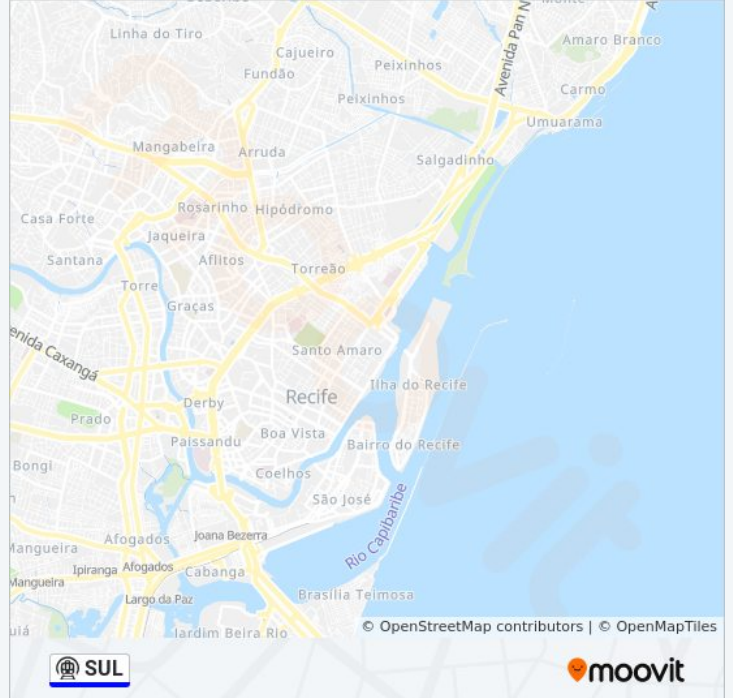 Linha do Tiro
Cajueiro
Fundão
Peixinhos
Peixinhos
Avenida Pan N
Amaro Branco
Carmo
Umuarama
Mangabeira
Arruda
Salgadinho
Casa Forte
Rosarinho
Hipódromo
Jaqueira
Santana
Aflitos
Torreão
Torre
Graças
enida Caxangá
Santo Amaro
Ilha do Recife
Recife
Derby
Prado
Boa Vista
Paissandu
Bairro do Recife
Bongi
Coelhos
São José
Rio Capibaribe
Afogados
Joana Bezerra
Mangueira
Ipiranga
Afogados
Cabanga
Mangueira
Largo da Paz
Brasília Teimosa
Jardim Beira Rio
© OpenStreetMap contributors | © OpenMapTiles
SUL
moovit